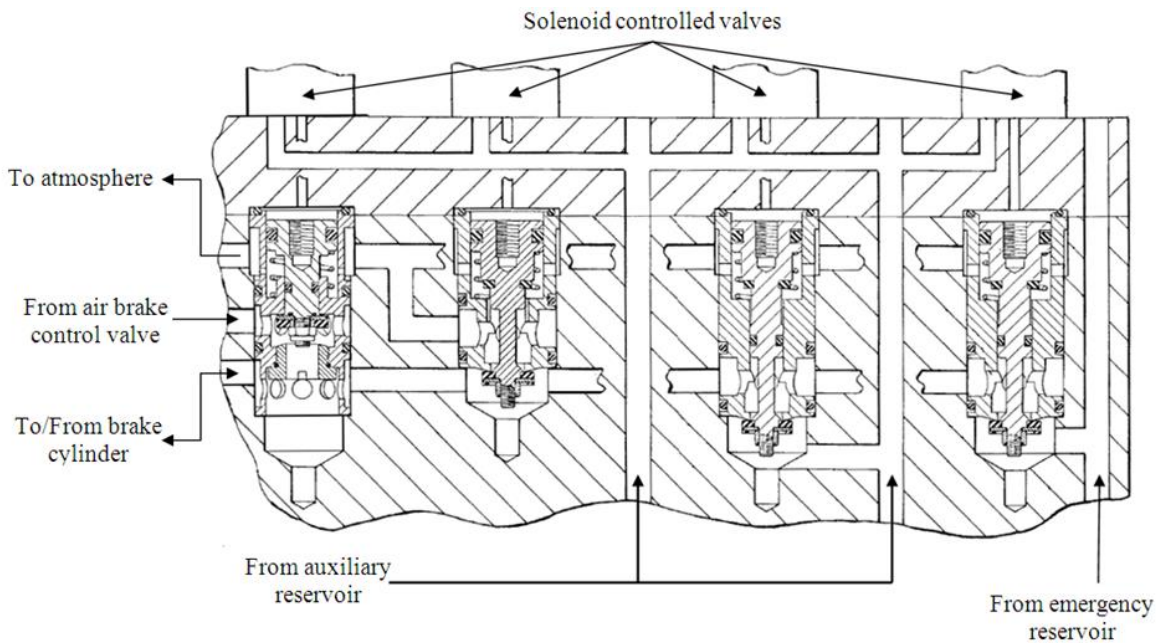 Solenoid controlled valves
To atmosphere
From air brake
control valve
To/From brake
cylinder
From auxiliary
reservoir
From emergency
reservoir